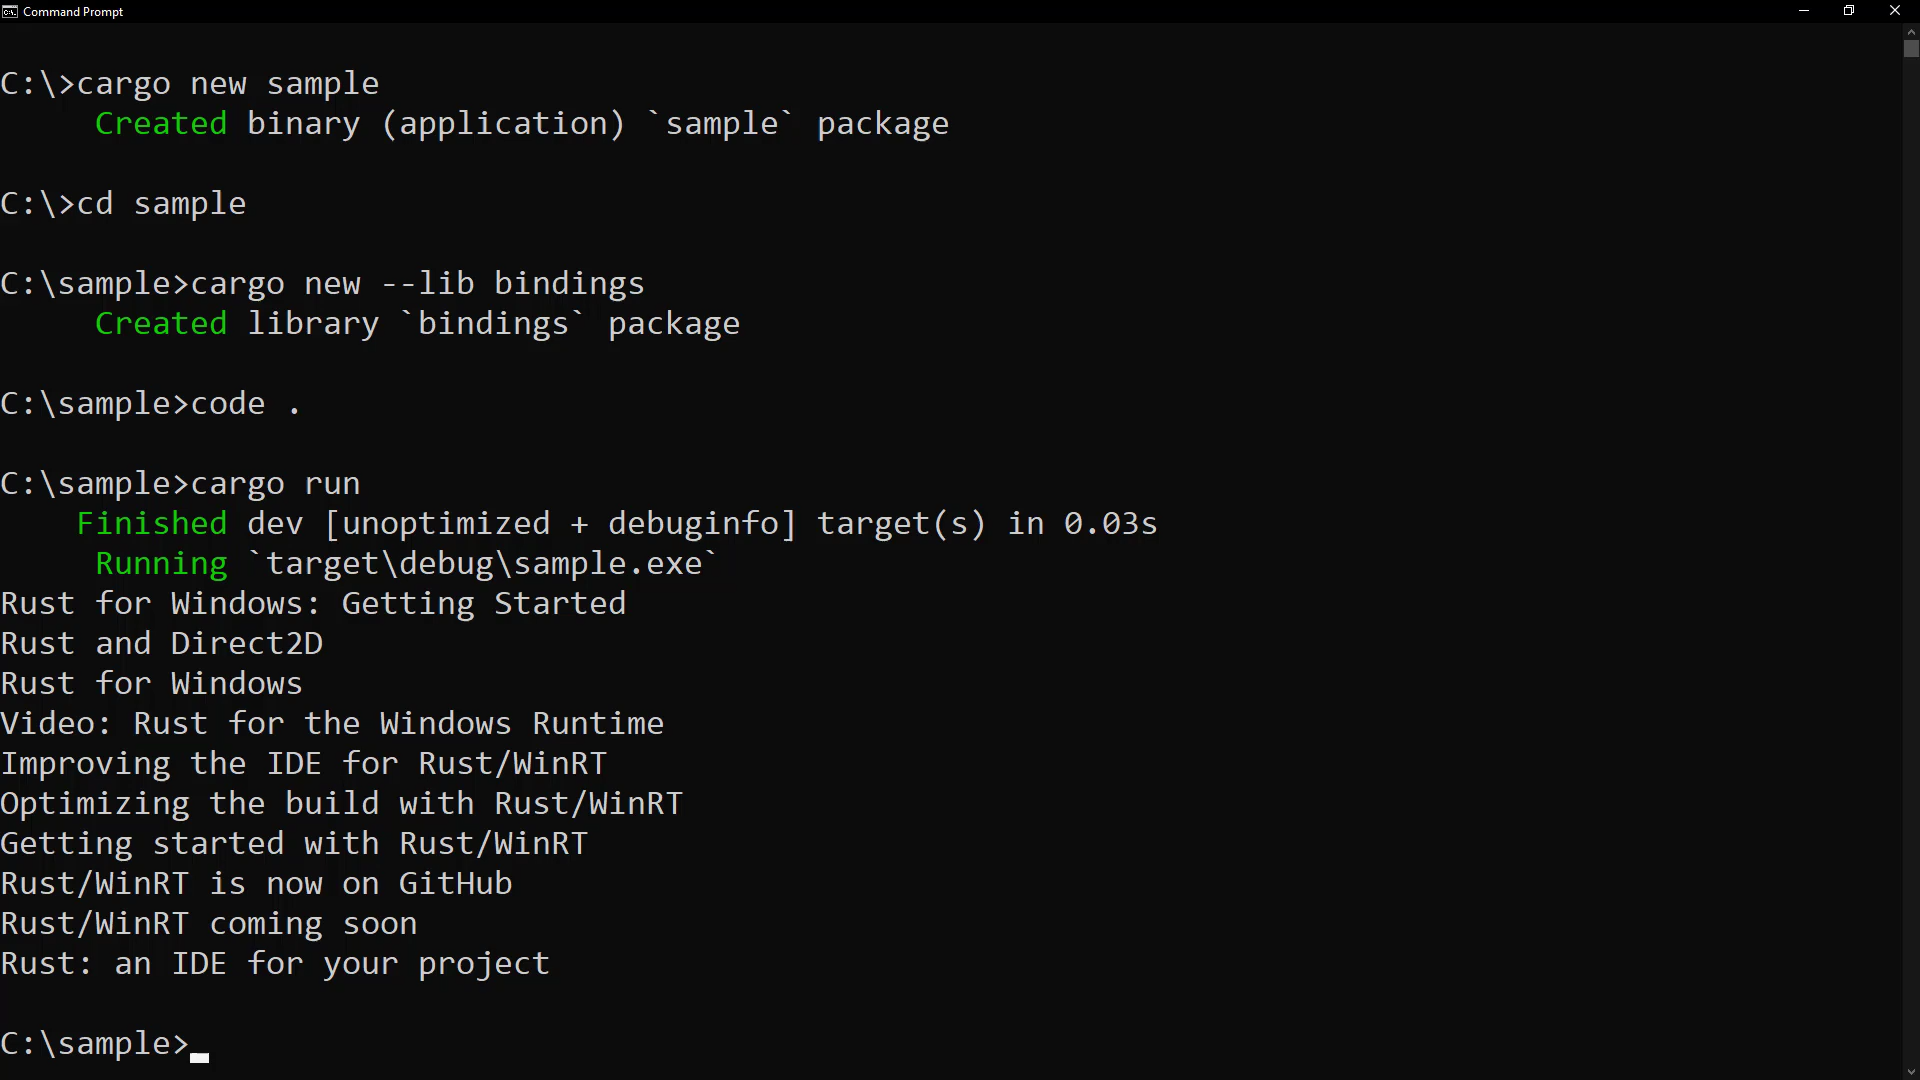 Command Prompt
C:\>cargo new sample
Created binary (application) `sample` package
C:\>cd sample
C:\sample>cargo new --lib bindings
Created library `bindings` package
C:\sample>code .
C:\sample>cargo run
Finished dev [unoptimized + debuginfo] target(s) in 0.03s
Running `target\debug\sample.exe`
Rust for Windows: Getting Started
Rust and Direct2D
Rust for Windows
Video: Rust for the Windows Runtime
Improving the IDE for Rust/WinRT
Optimizing the build with Rust/WinRT
Getting started with Rust/WinRT
Rust/WinRT is now on GitHub
Rust/WinRT coming soon
Rust: an IDE for your project
C:\sample>